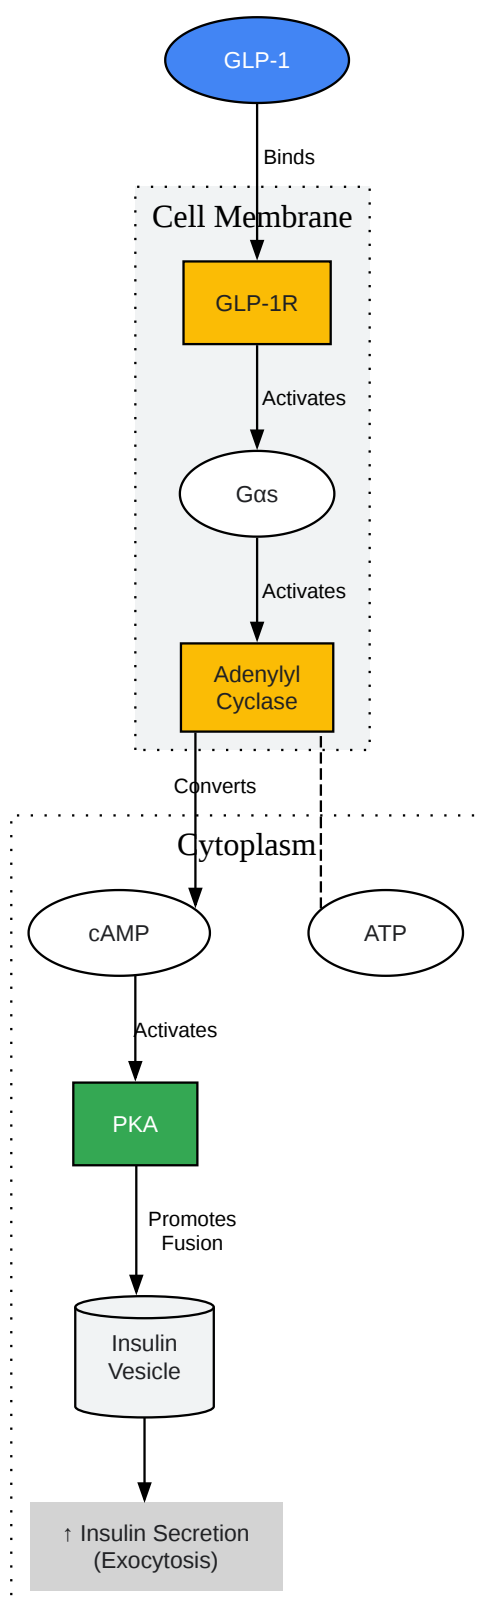 GLP-1
Binds
Cell Membrane
GLP-1R
Activates
Gαs
Activates
Adenylyl
Cyclase
Converts
Cytoplasm
cAMP
ATP
Activates
PKA
Promotes
Fusion
Insulin
Vesicle
↑ Insulin Secretion
(Exocytosis)